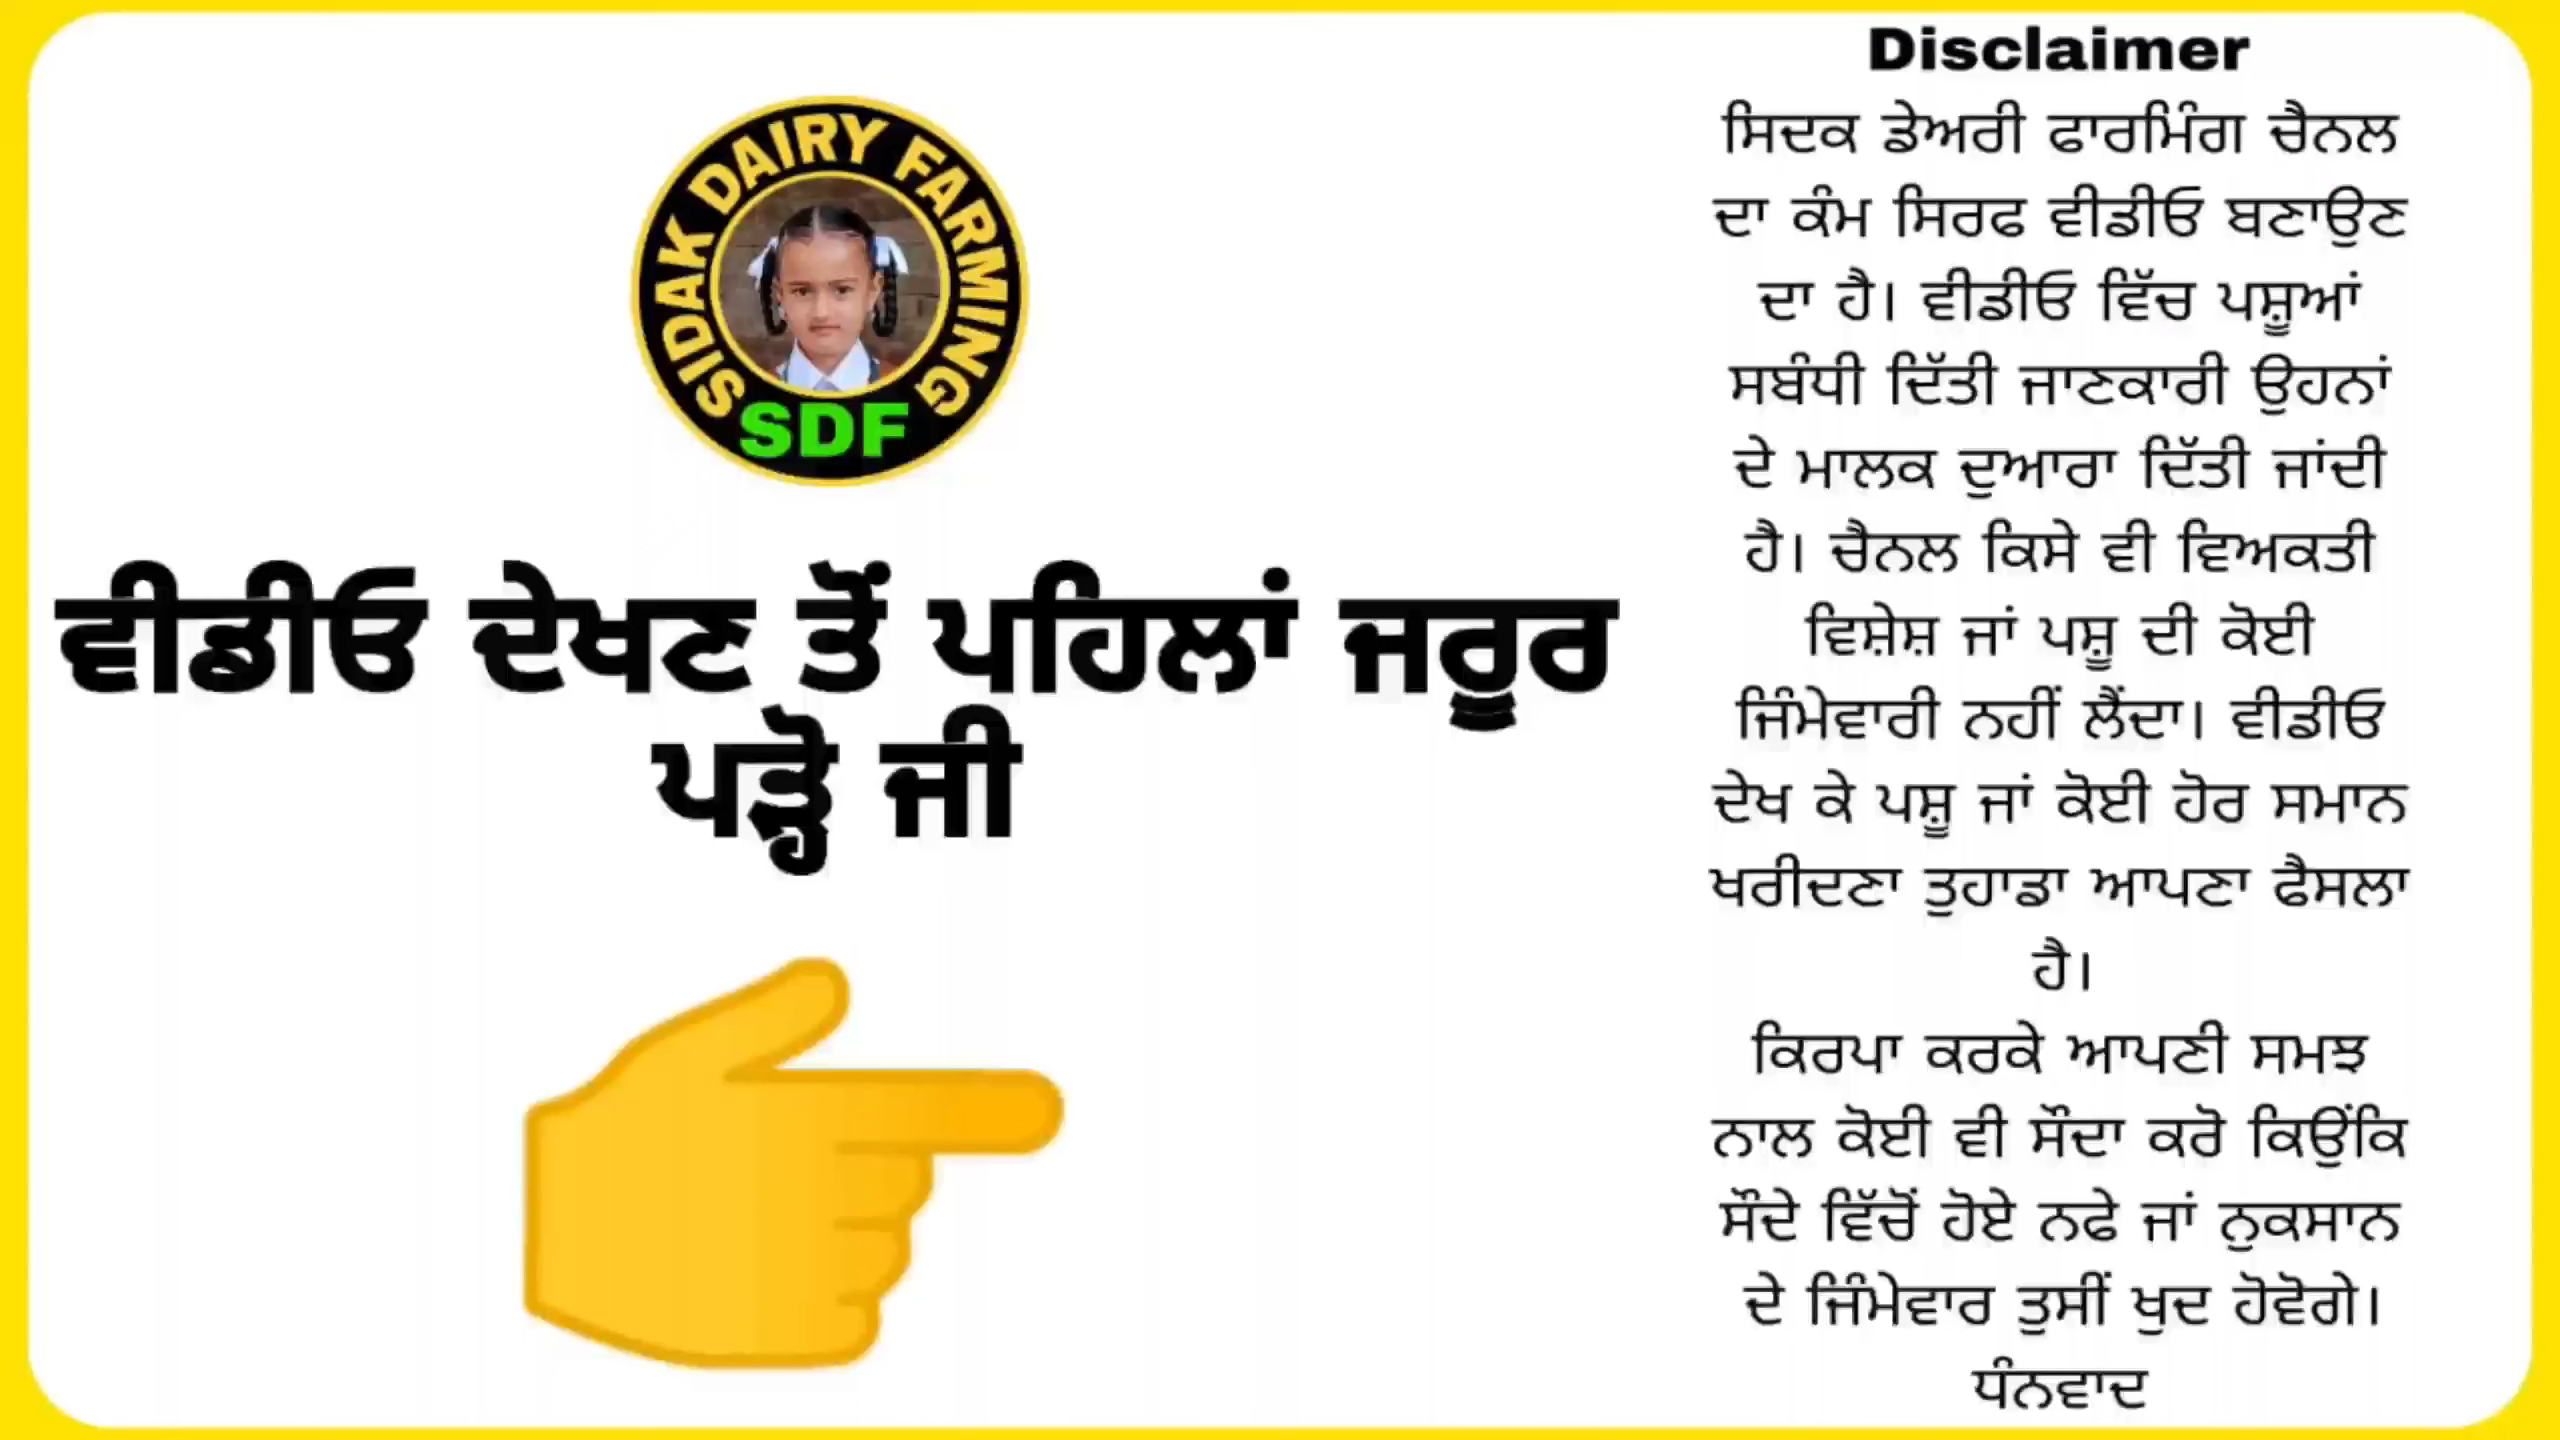 SIDAK DAIRY FARMING
SDF
ਵੀਡੀਓ ਦੇਖਣ ਤੋਂ ਪਹਿਲਾਂ ਜਰੂਰ
ਪੜ੍ਹੋ ਜੀ
Disclaimer
ਸਿਦਕ ਡੇਅਰੀ ਫਾਰਮਿੰਗ ਚੈਨਲ
ਦਾ ਕੰਮ ਸਿਰਫ ਵੀਡੀਓ ਬਣਾਉਣ
ਦਾ ਹੈ। ਵੀਡੀਓ ਵਿੱਚ ਪਸ਼ੂਆਂ
ਸਬੰਧੀ ਦਿੱਤੀ ਜਾਣਕਾਰੀ ਉਹਨਾਂ
ਦੇ ਮਾਲਕ ਦੁਆਰਾ ਦਿੱਤੀ ਜਾਂਦੀ
ਹੈ। ਚੈਨਲ ਕਿਸੇ ਵੀ ਵਿਅਕਤੀ
ਵਿਸ਼ੇਸ਼ ਜਾਂ ਪਸ਼ੂ ਦੀ ਕੋਈ
ਜਿੰਮੇਵਾਰੀ ਨਹੀਂ ਲੈਂਦਾ। ਵੀਡੀਓ
ਦੇਖ ਕੇ ਪਸ਼ੂ ਜਾਂ ਕੋਈ ਹੋਰ ਸਮਾਨ
ਖਰੀਦਣਾ ਤੁਹਾਡਾ ਆਪਣਾ ਫੈਸਲਾ
ਹੈ।
ਕਿਰਪਾ ਕਰਕੇ ਆਪਣੀ ਸਮਝ
ਨਾਲ ਕੋਈ ਵੀ ਸੌਦਾ ਕਰੋ ਕਿਉਂਕਿ
ਸੌਦੇ ਵਿੱਚੋਂ ਹੋਏ ਨਫੇ ਜਾਂ ਨੁਕਸਾਨ
ਦੇ ਜਿੰਮੇਵਾਰ ਤੁਸੀਂ ਖੁਦ ਹੋਵੋਗੇ।
ਧੰਨਵਾਦ